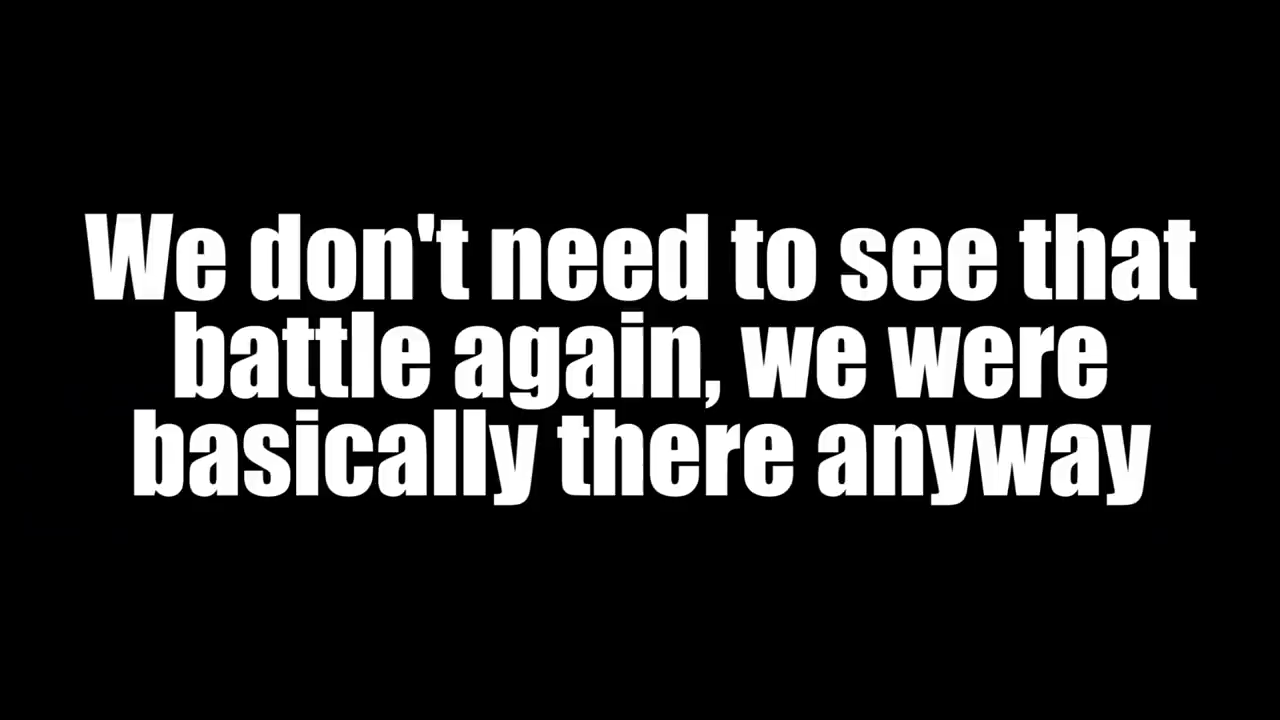 We don't need to see that
battle again, we were
basically there anyway